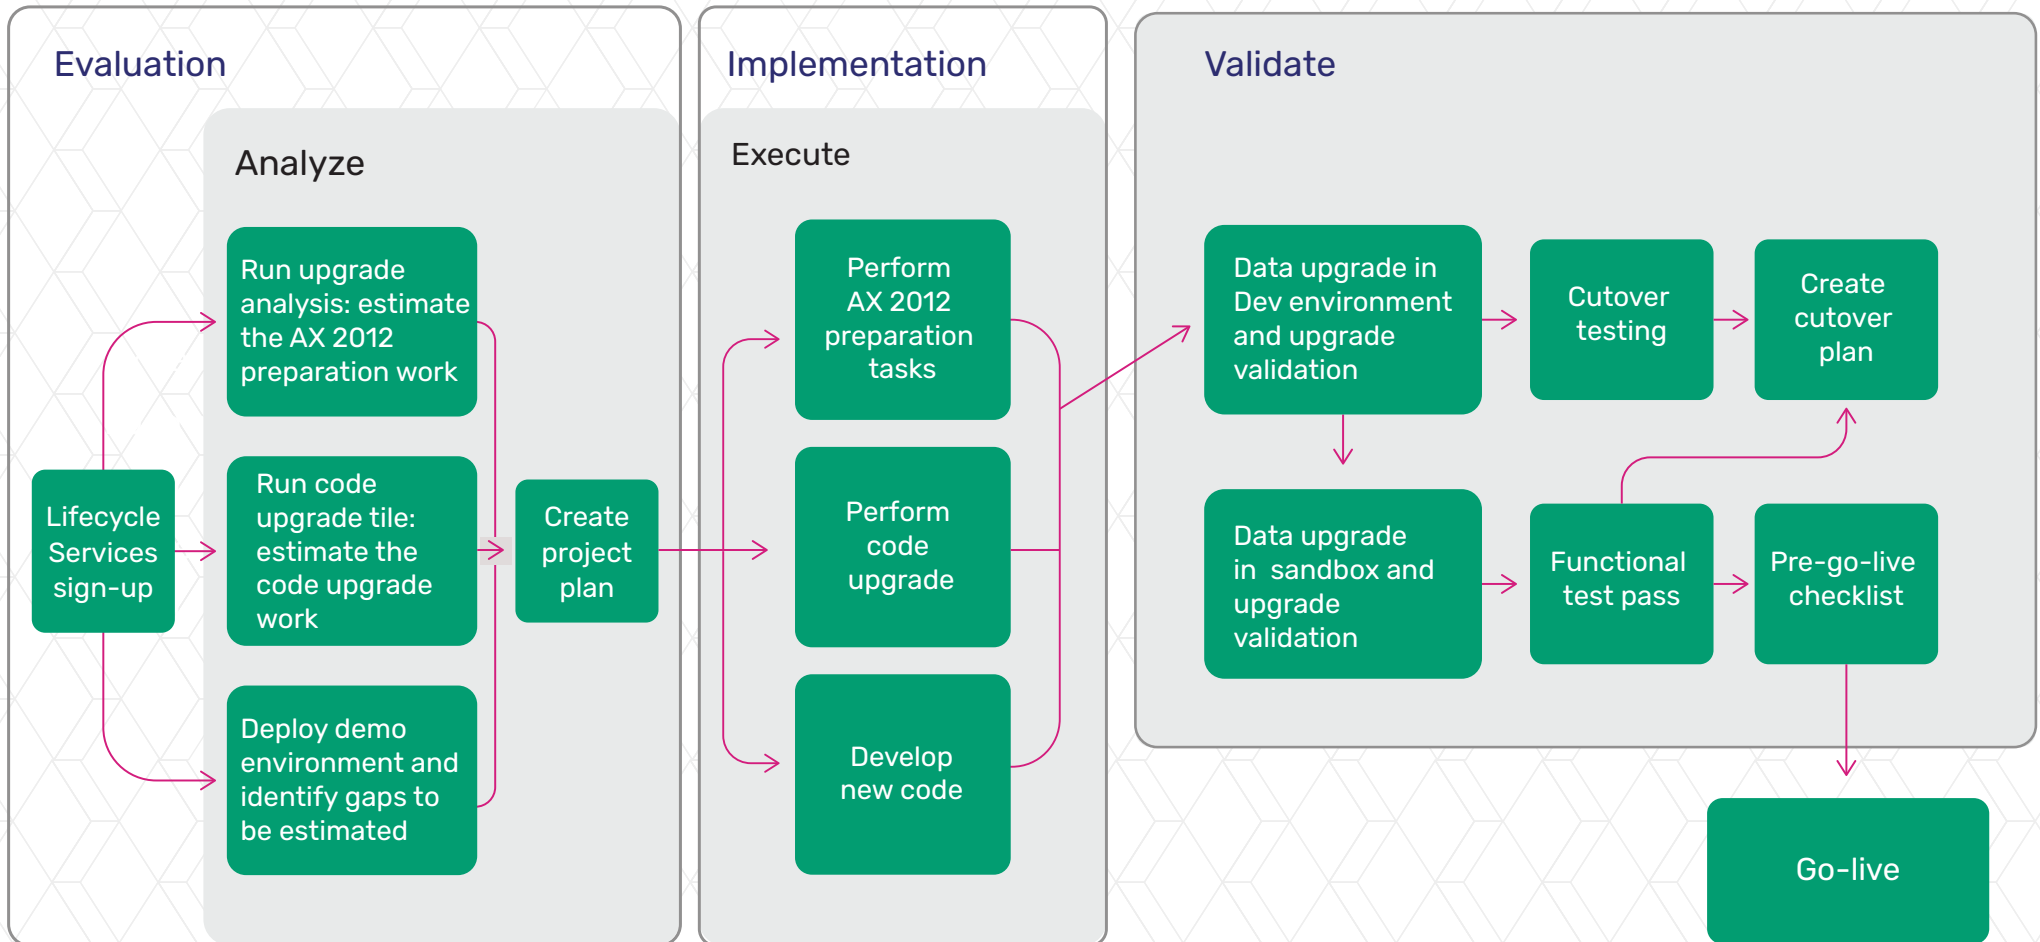 Evaluation
Analyze
Lifecycle
Services
sign-up
Run upgrade
analysis: estimate
the AX 2012
preparation work
Run code
upgrade tile:
estimate the
code upgrade
work
Deploy demo
environment and
identify gaps to
be estimated
Create
project
plan
Implementation
Execute
Perform
AX 2012
preparation
tasks
Perform
code
upgrade
Develop
new code
Validate
Data upgrade in
Dev environment
and upgrade
validation
Cutover
testing
Create
cutover
plan
Data upgrade
in sandbox and
upgrade
validation
Functional
test pass
Pre-go-live
checklist
Go-live